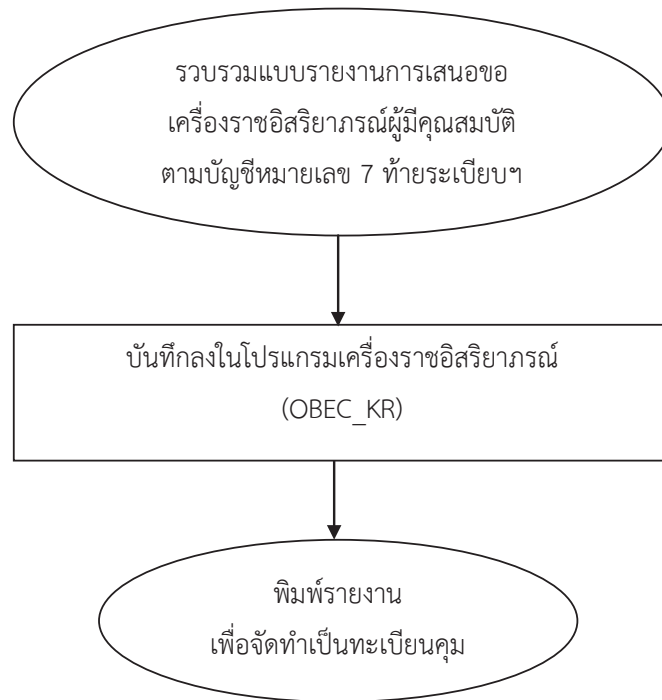 รวบรวมแบบรายงานการเสนอขอ
เครื่องราชอิสริยาภรณ์ผู้มีคุณสมบัติ
ตามบัญชีหมายเลข 7 ท้ายระเบียบฯ
บันทึกลงในโปรแกรมเครื่องราชอิสริยาภรณ์
(OBEC_KR)
พิมพ์รายงาน
เพื่อจัดทำเป็นทะเบียนคุม